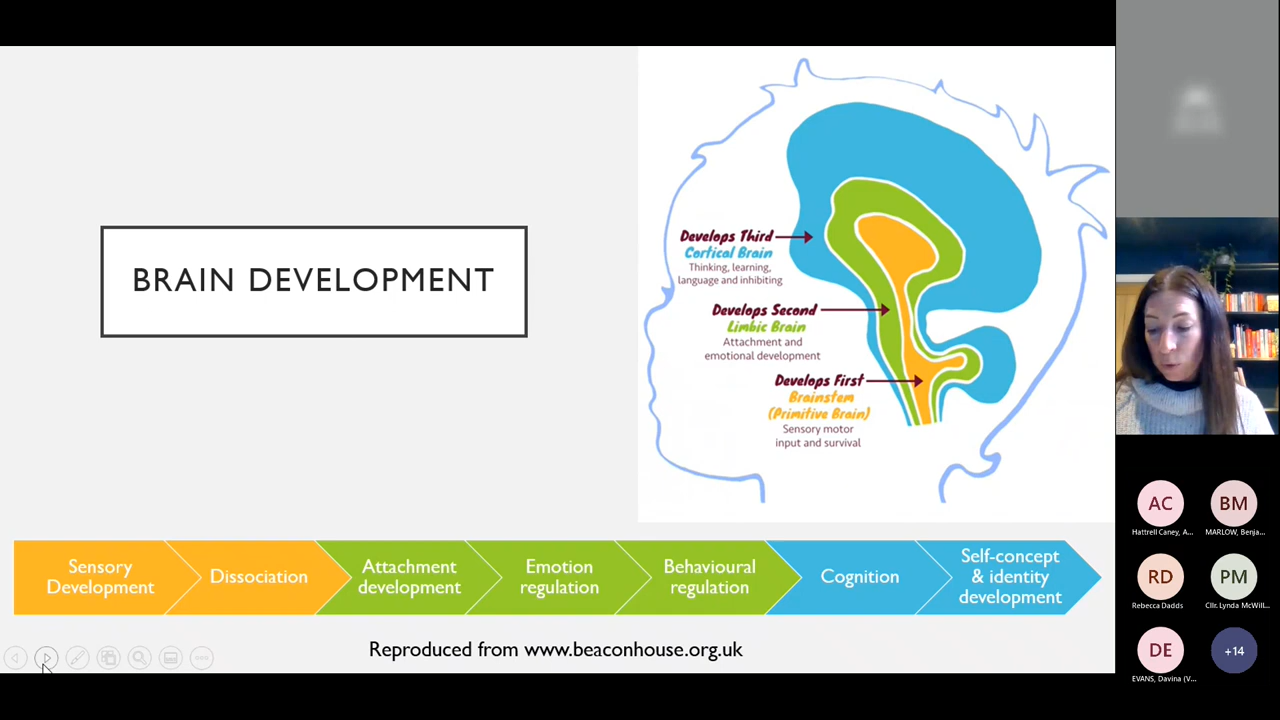 BRAIN DEVELOPMENT
Develops Third
Cortical Brain
Thinking, learning,
language and inhibiting
Develops Second
Limbic Brain
Attachment and
emotional development
Develops First
Brainstem
(Primitive Brain)
Sensory motor
input and survival
Sensory
Development
Dissociation
Attachment
development
Emotion
regulation
Behavioural
regulation
Cognition
Self-concept
& identity
development
Reproduced from www.beaconhouse.org.uk
AC
Hattrell Caney, A...
BM
MARLOW, Benja...
RD
Rebecca Dadds
PM
Cllr. Lynda McWill...
DE
EVANS, Davina (V...
+14